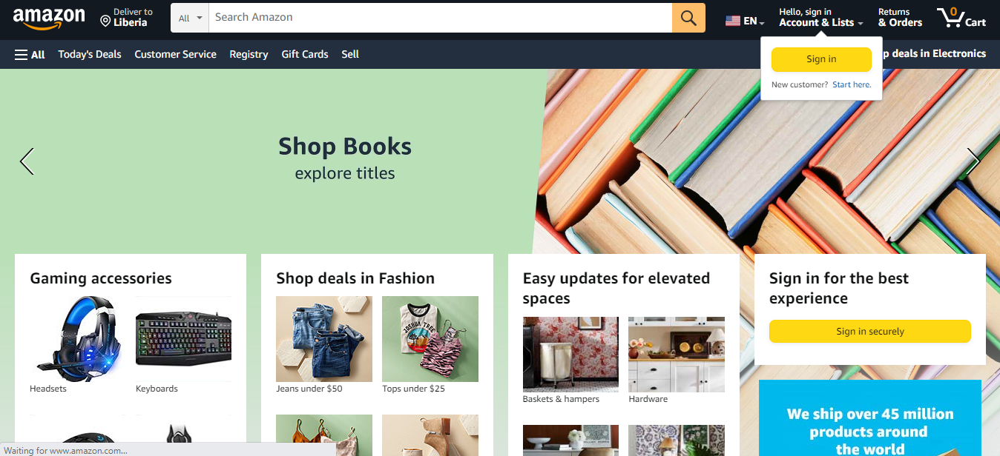 amazon
Deliver to
Liberia
All
Search Amazon
EN
Hello, sign in
Account & Lists
Returns
& Orders
0
Cart
All
Today's Deals
Customer Service
Registry
Gift Cards
Sell
p deals in Electronics
Sign in
New customer? Start here.
Shop Books
explore titles
Gaming accessories
Headsets
Keyboards
Shop deals in Fashion
JOSHUA TREE
Jeans under $50
Tops under $25
Easy updates for elevated
spaces
Baskets & hampers
Hardware
Sign in for the best
experience
Sign in securely
We ship over 45 million
products around
the world
Waiting for www.amazon.com...